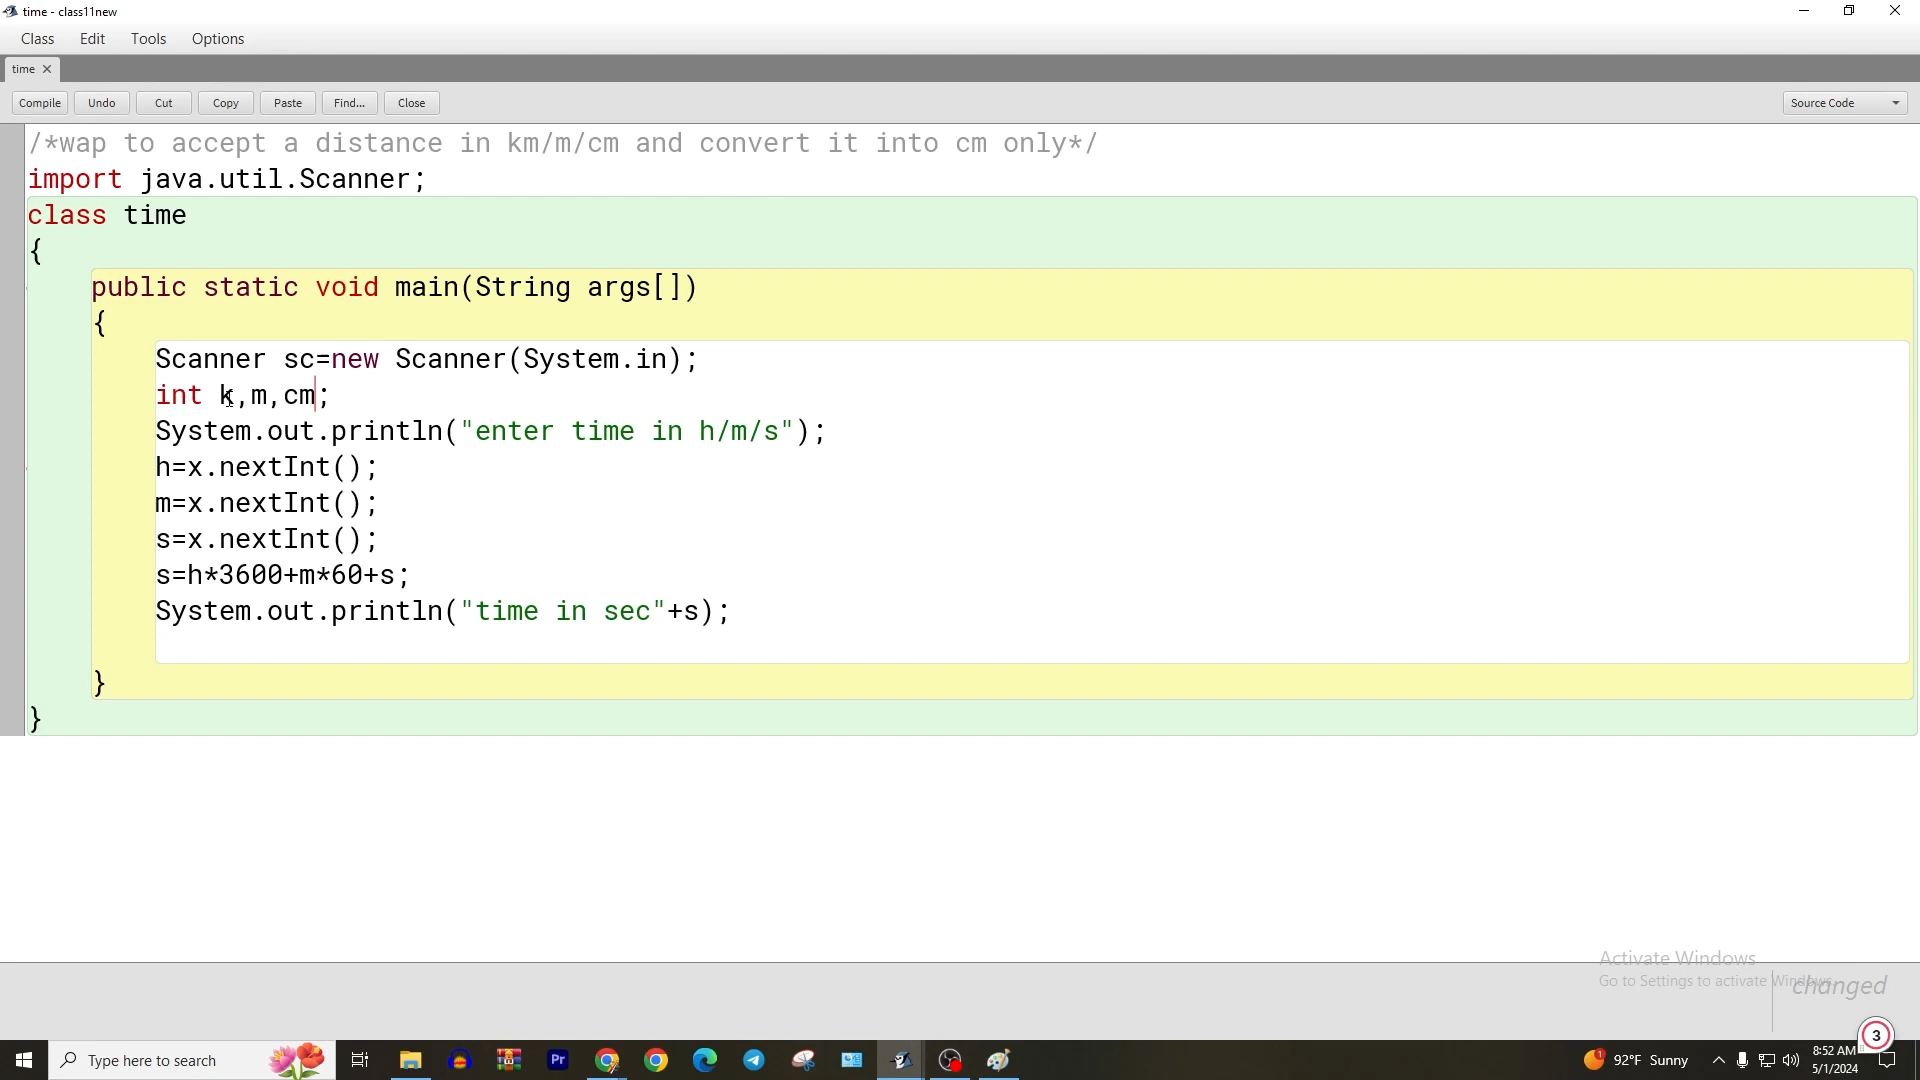 time - class11new
Class Edit Tools Options
time
Compile Undo Cut Copy Paste Find... Close Source Code
/*wap to accept a distance in km/m/cm and convert it into cm only*/
import java.util.Scanner;
class time
{
public static void main(String args[])
{
Scanner sc=new Scanner(System.in);
int k,m,cm;
System.out.println("enter time in h/m/s");
h=x.nextInt();
m=x.nextInt();
s=x.nextInt();
s=h*3600+m*60+s;
System.out.println("time in sec"+s);
}
}
Activate Windows
Go to Settings to activate Windows.
changed
3
Type here to search
Pr
1
92°F Sunny
8:52 AM
5/1/2024